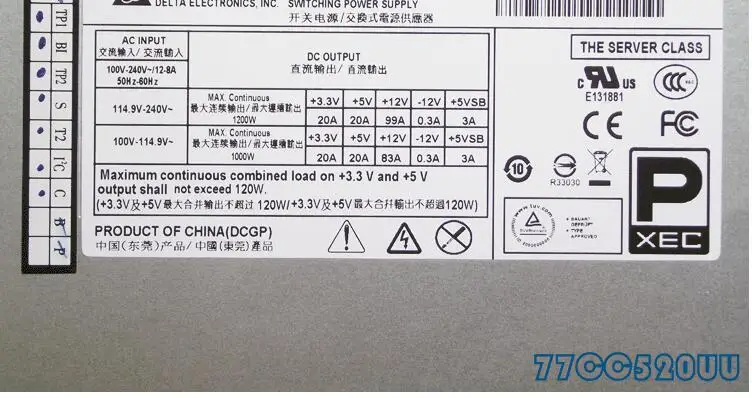 DELTA ELECTRONICS, INC. SWITCHING POWER SUPPLY
开关电源/交換式電源供應器
TP1
BI
TP2
S
T2
I²C
C
AC INPUT
交流输入/ 交流輸入
DC OUTPUT
直流输出/ 直流輸出
100V-240V~/12-8A
50Hz-60Hz
114.9V-240V~
MAX. Continuous
最大连续输出/最大連續輸出
1200W
+3.3V +5V +12V -12V +5VSB
20A 20A 99A 0.3A 3A
100V-114.9V~
MAX. Continuous
最大连续输出/最大連續輸出
1000W
+3.3V +5V +12V -12V +5VSB
20A 20A 83A 0.3A 3A
Maximum continuous combined load on +3.3 V and +5 V
output shall not exceed 120W.
(+3.3V及+5V最大合并输出不超过 120W/+3.3V及+5V最大合併輸出不超過120W)
PRODUCT OF CHINA(DCGP)
中国(东莞)产品/ 中國(東莞)產品
THE SERVER CLASS
c RU us
E131881
CCC
CE FC
10
R33030
P
XEC
www.tuv.com
77CC520UU